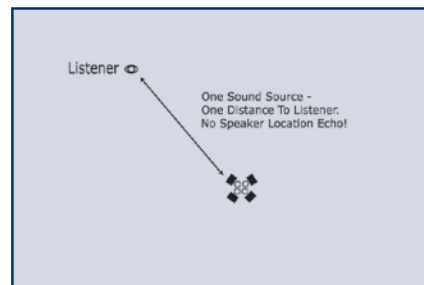 Listener
One Sound Source -
One Distance To Listener.
No Speaker Location Echo!